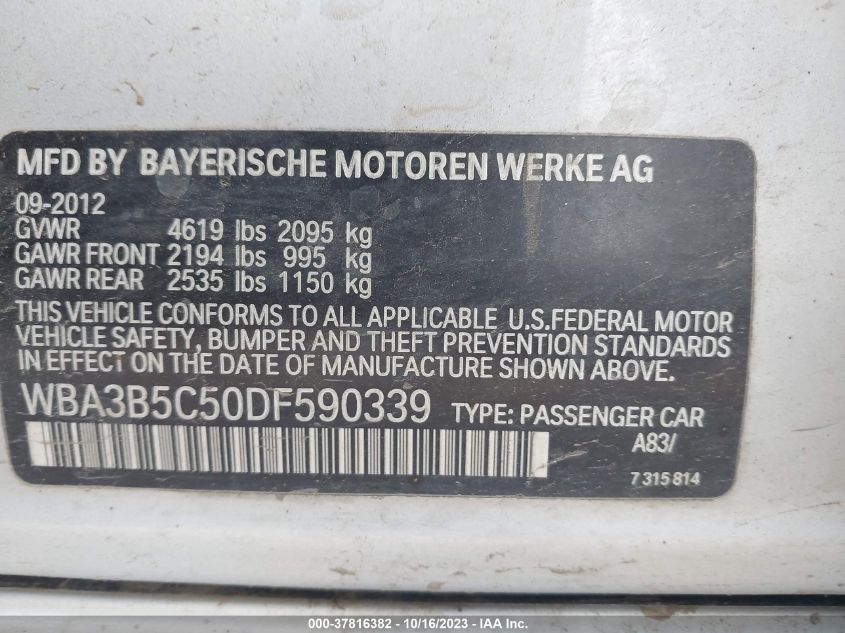 MFD BY BAYERISCHE MOTOREN WERKE AG
09-2012
GVWR 4619 lbs 2095 kg
GAWR FRONT 2194 lbs 995 kg
GAWR REAR 2535 lbs 1150 kg
THIS VEHICLE CONFORMS TO ALL APPLICABLE U.S.FEDERAL MOTOR
VEHICLE SAFETY, BUMPER AND THEFT PREVENTION STANDARDS
IN EFFECT ON THE DATE OF MANUFACTURE SHOWN ABOVE.
WBA3B5C50DF590339 TYPE: PASSENGER CAR
A83/
7 315 814
000-37816382 - 10/16/2023 - IAA Inc.